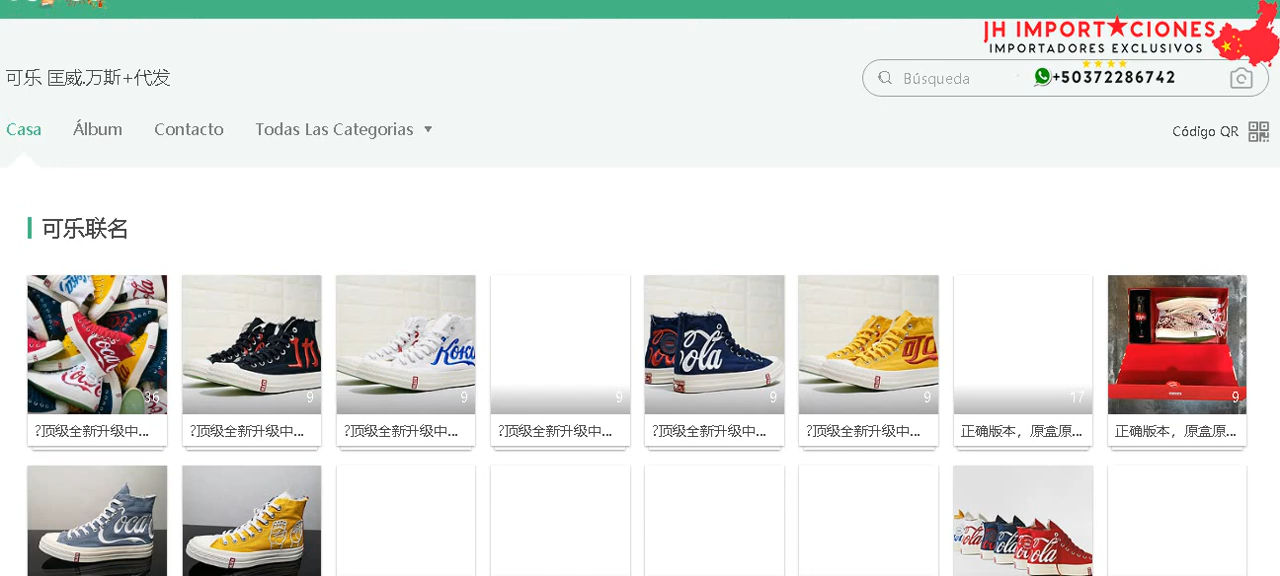 JH IMPORTACIONES
IMPORTADORES EXCLUSIVOS
可乐 匡威.万斯+代发
Búsqueda
+50372286742
Casa
Álbum
Contacto
Todas Las Categorias
Código QR
可乐联名
36
9
9
9
9
9
17
9
?顶级全新升级中...
?顶级全新升级中...
?顶级全新升级中...
?顶级全新升级中...
?顶级全新升级中...
?顶级全新升级中...
正确版本，原盒原...
正确版本，原盒原...